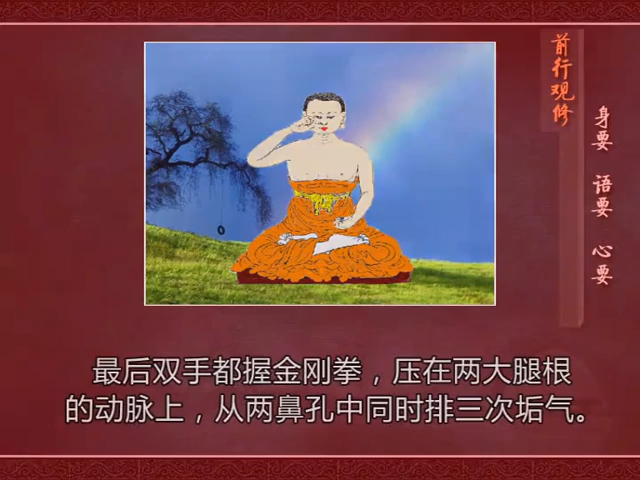 前行观修
身要 语要 心要
最后双手都握金刚拳，压在两大腿根
的动脉上，从两鼻孔中同时排三次垢气。